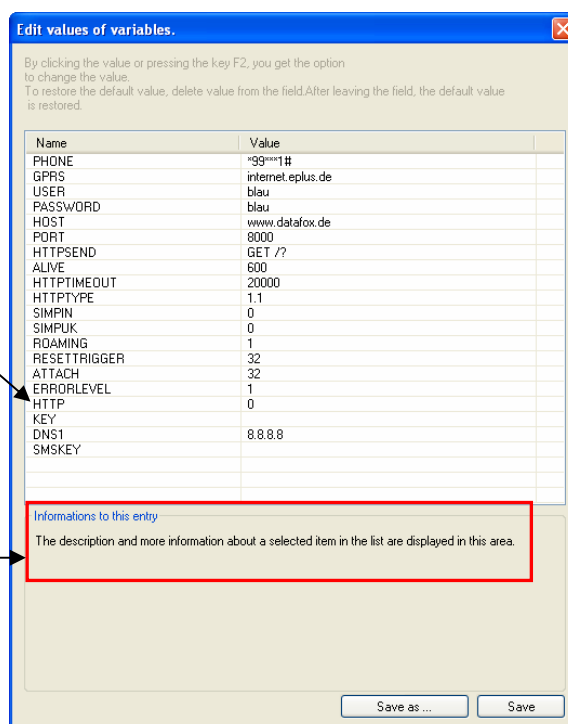 Edit values of variables.
By clicking the value or pressing the key F2, you get the option
to change the value.
To restore the default value, delete value from the field.After leaving the field, the default value
is restored.
Name Value
PHONE *99***1#
GPRS internet.eplus.de
USER blau
PASSWORD blau
HOST www.datafox.de
PORT 8000
HTTPSEND GET /?
ALIVE 600
HTTPTIMEOUT 20000
HTTPTYPE 1.1
SIMPIN 0
SIMPUK 0
ROAMING 1
RESETTRIGGER 32
ATTACH 32
ERRORLEVEL 1
HTTP 0
KEY
DNS1 8.8.8.8
SMSKEY
Informations to this entry
The description and more information about a selected item in the list are displayed in this area.
Save as ... Save